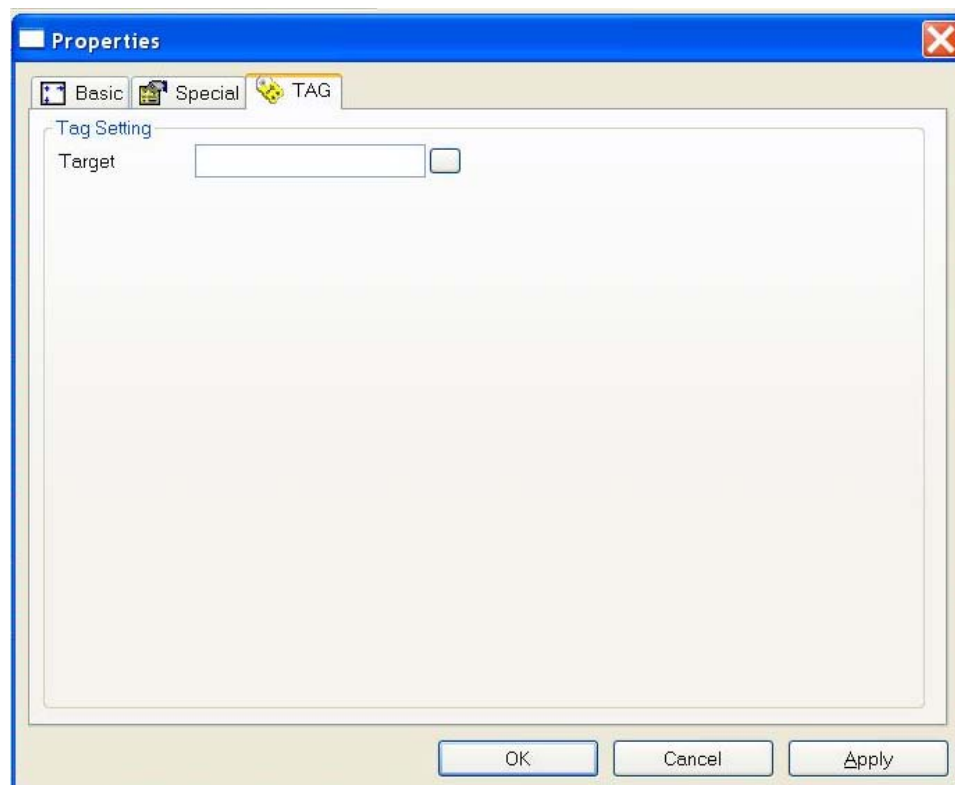 Properties
Basic Special TAG
Tag Setting
Target
OK Cancel Apply